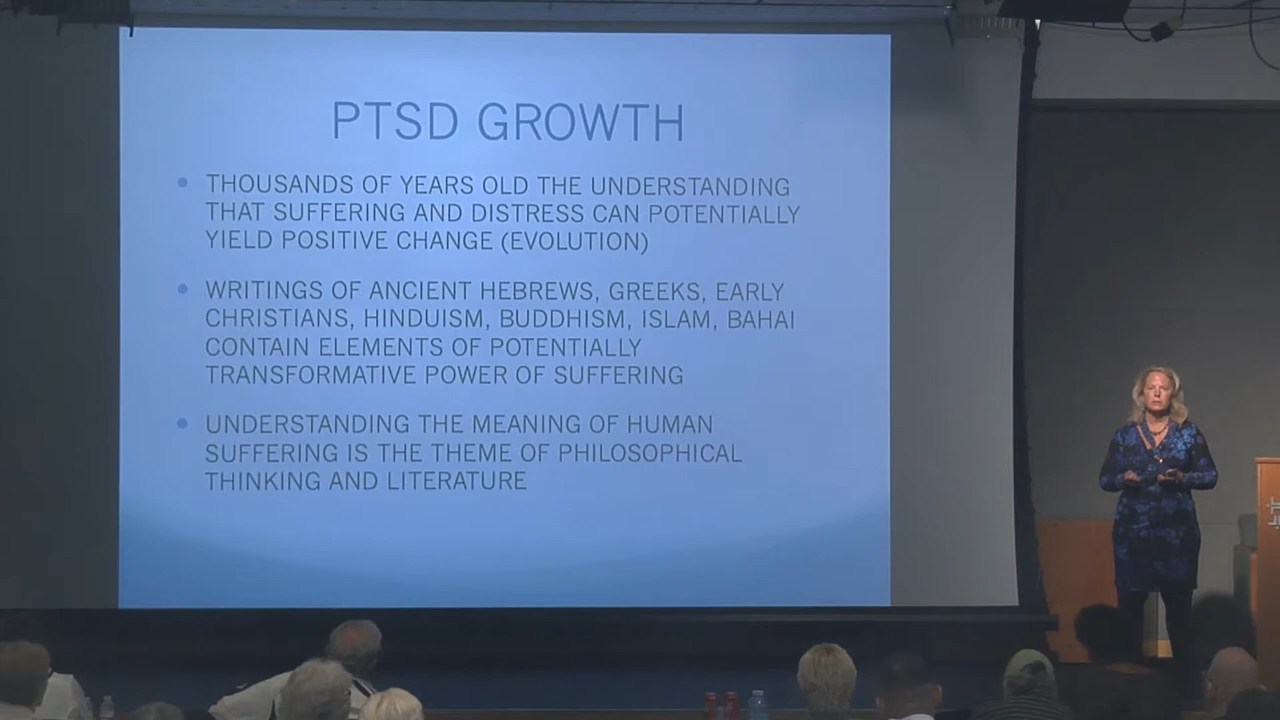 PTSD GROWTH
THOUSANDS OF YEARS OLD THE UNDERSTANDING
THAT SUFFERING AND DISTRESS CAN POTENTIALLY
YIELD POSITIVE CHANGE (EVOLUTION)
WRITINGS OF ANCIENT HEBREWS, GREEKS, EARLY
CHRISTIANS, HINDUISM, BUDDHISM, ISLAM, BAHAI
CONTAIN ELEMENTS OF POTENTIALLY
TRANSFORMATIVE POWER OF SUFFERING
UNDERSTANDING THE MEANING OF HUMAN
SUFFERING IS THE THEME OF PHILOSOPHICAL
THINKING AND LITERATURE